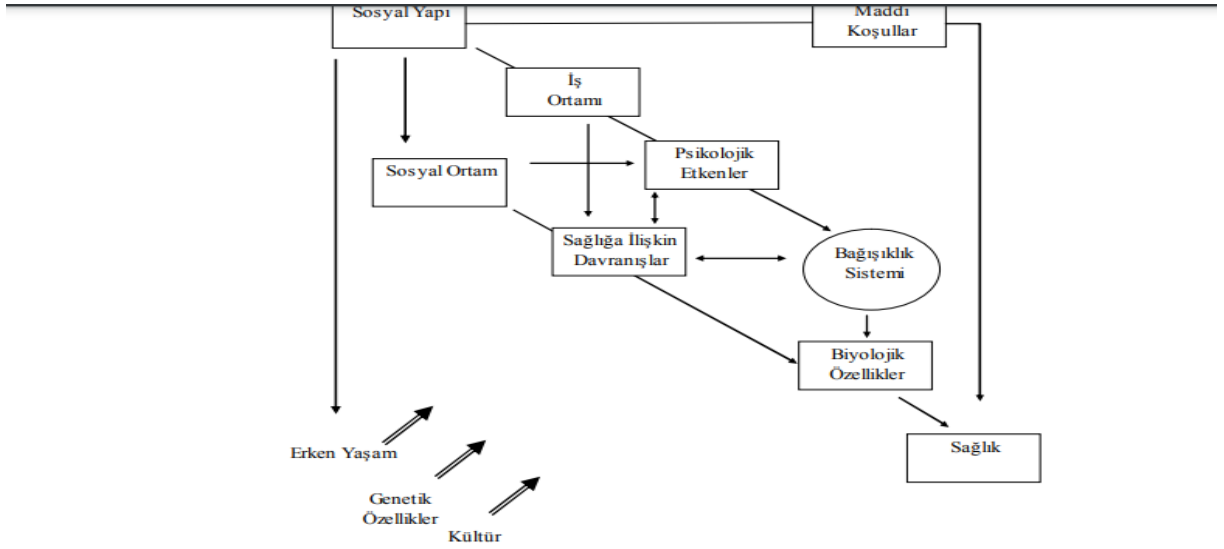 Sosyal Yapı
Maddi
Koşullar
İş
Ortamı
Sosyal Ortam
Psikolojik
Etkenler
Sağlığa İlişkin
Davranışlar
Bağışıklık
Sistemi
Biyolojik
Özellikler
Erken Yaşam
Sağlık
Genetik
Özellikler
Kültür